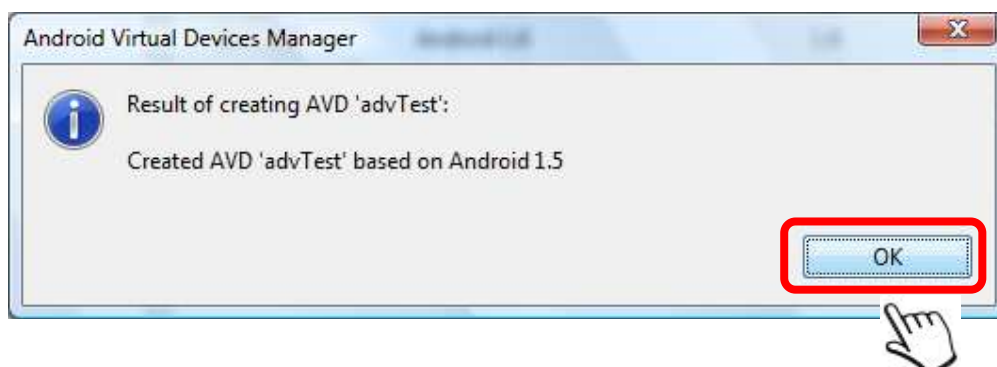 Android Virtual Devices Manager
Result of creating AVD 'advTest':
Created AVD 'advTest' based on Android 1.5
OK